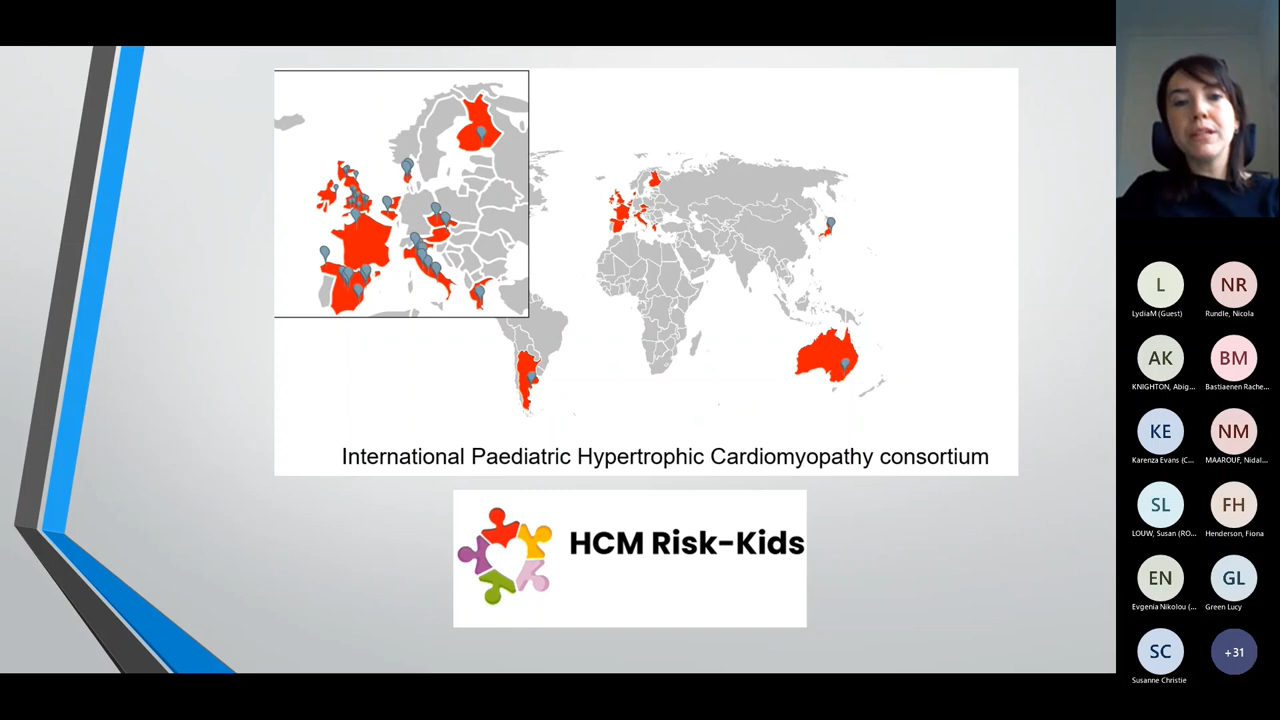 International Paediatric Hypertrophic Cardiomyopathy consortium
HCM Risk-Kids
L
LydiaM (Guest)
NR
Rundle, Nicola
AK
KNIGHTON, Abig...
BM
Bastiaenen Rache...
KE
Karenza Evans (C...
NM
MAAROUF, Nidal...
SL
LOUW, Susan (RO...
FH
Henderson, Fiona
EN
Evgenia Nikolou (...
GL
Green Lucy
SC
Susanne Christie
+31